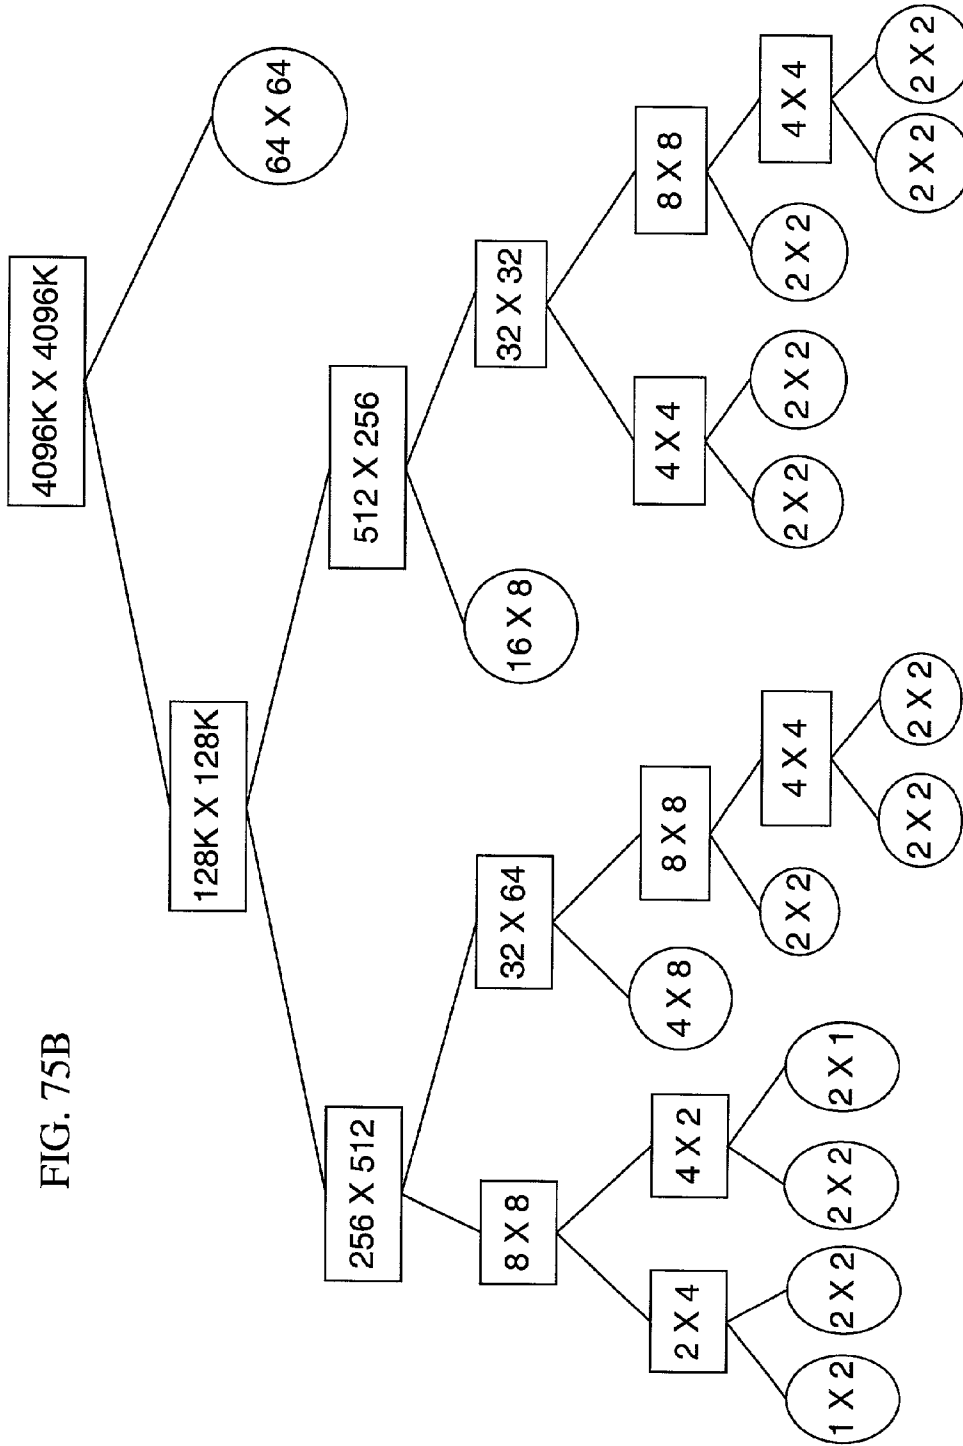 FIG. 75B
4096K X 4096K
128K X 128K
64 X 64
256 X 512
512 X 256
8 X 8
32 X 64
16 X 8
32 X 32
2 X 4
4 X 2
4 X 8
8 X 8
4 X 4
8 X 8
1 X 2
2 X 2
2 X 2
2 X 1
2 X 2
4 X 4
2 X 2
2 X 2
2 X 2
4 X 4
2 X 2
2 X 2
2 X 2
2 X 2